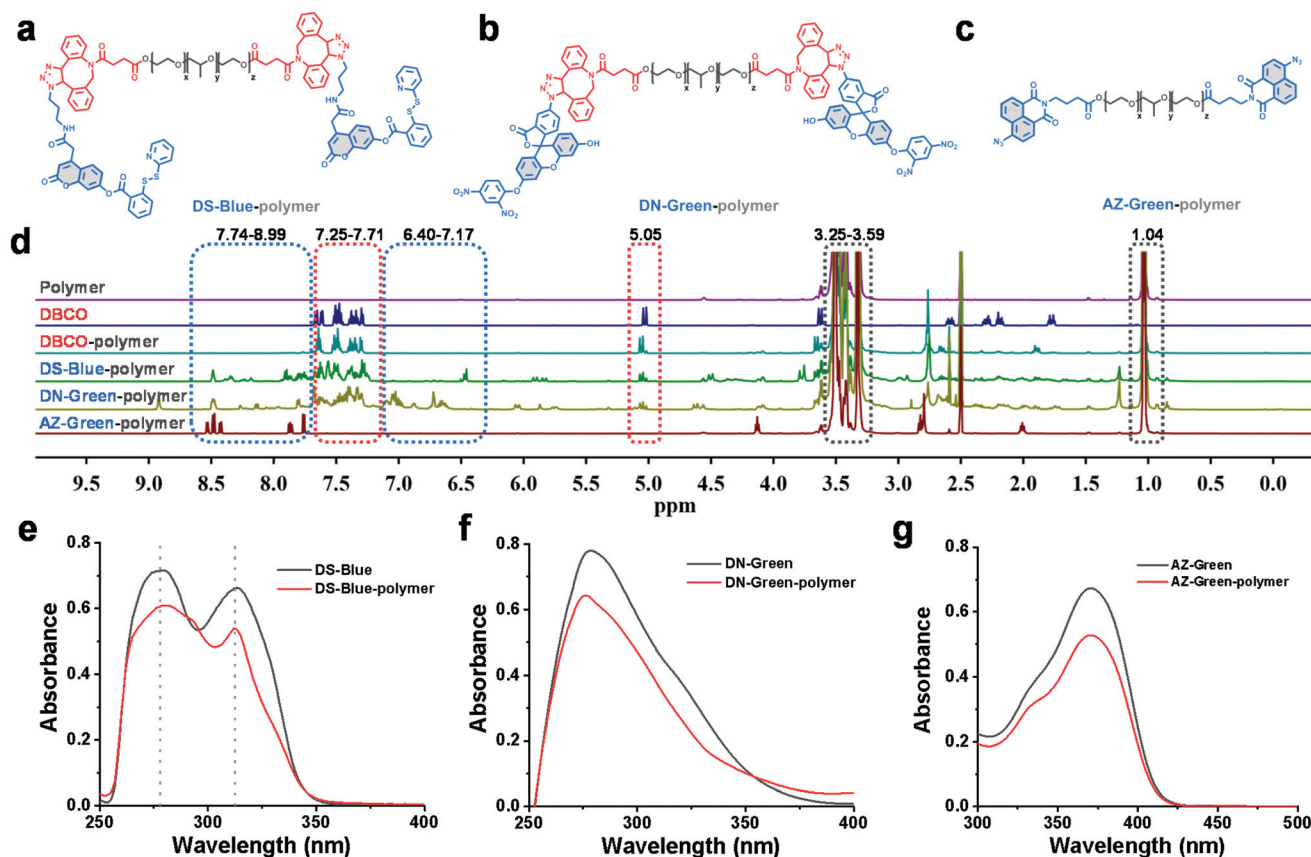 a
b
c
DS-Blue-polymer
DN-Green-polymer
AZ-Green-polymer
d
7.74-8.99
7.25-7.71
6.40-7.17
5.05
3.25-3.59
1.04
Polymer
DBCO
DBCO-polymer
DS-Blue-polymer
DN-Green-polymer
AZ-Green-polymer
9.5 9.0 8.5 8.0 7.5 7.0 6.5 6.0 5.5 5.0 4.5 4.0 3.5 3.0 2.5 2.0 1.5 1.0 0.5 0.0
ppm
e
DS-Blue
DS-Blue-polymer
Absorbance
0.8
0.6
0.4
0.2
0.0
250 300 350 400
Wavelength (nm)
f
DN-Green
DN-Green-polymer
Absorbance
0.8
0.6
0.4
0.2
0.0
250 300 350 400
Wavelength (nm)
g
AZ-Green
AZ-Green-polymer
Absorbance
0.8
0.6
0.4
0.2
0.0
300 350 400 450 500
Wavelength (nm)